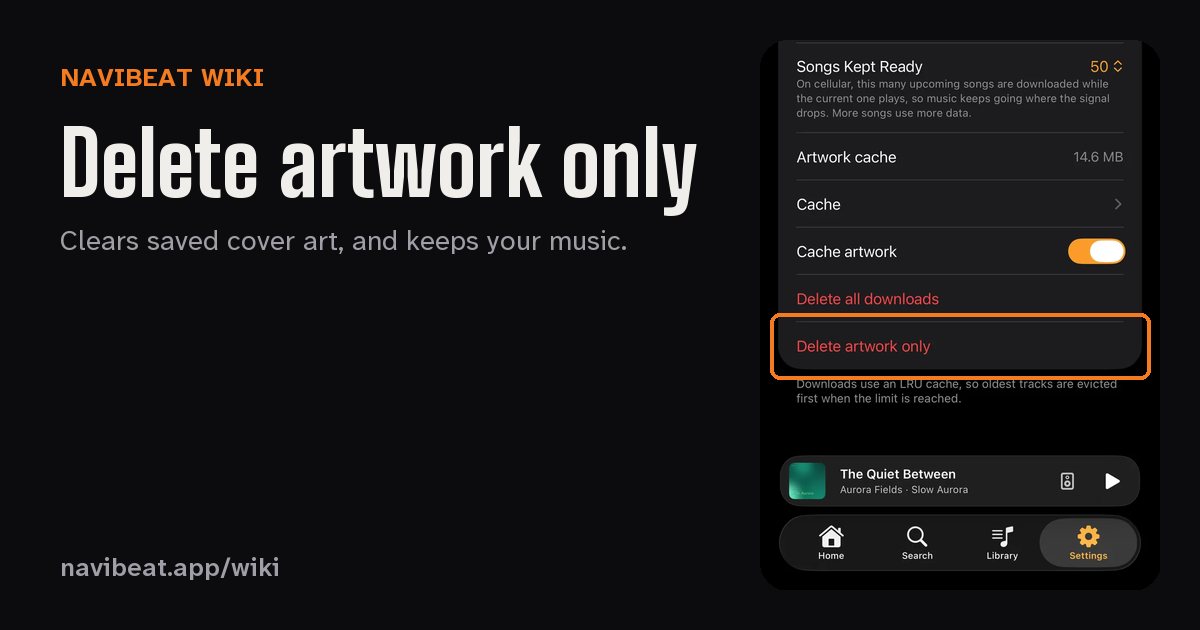 NAVIBEAT WIKI
Delete artwork only
Clears saved cover art, and keeps your music.
navibeat.app/wiki
Songs Kept Ready 50
On cellular, this many upcoming songs are downloaded while
the current one plays, so music keeps going where the signal
drops. More songs use more data.
Artwork cache 14.6 MB
Cache
Cache artwork
Delete all downloads
Delete artwork only
Downloads use an LRU cache, so oldest tracks are evicted
first when the limit is reached.
The Quiet Between
Aurora Fields · Slow Aurora
Home Search Library Settings